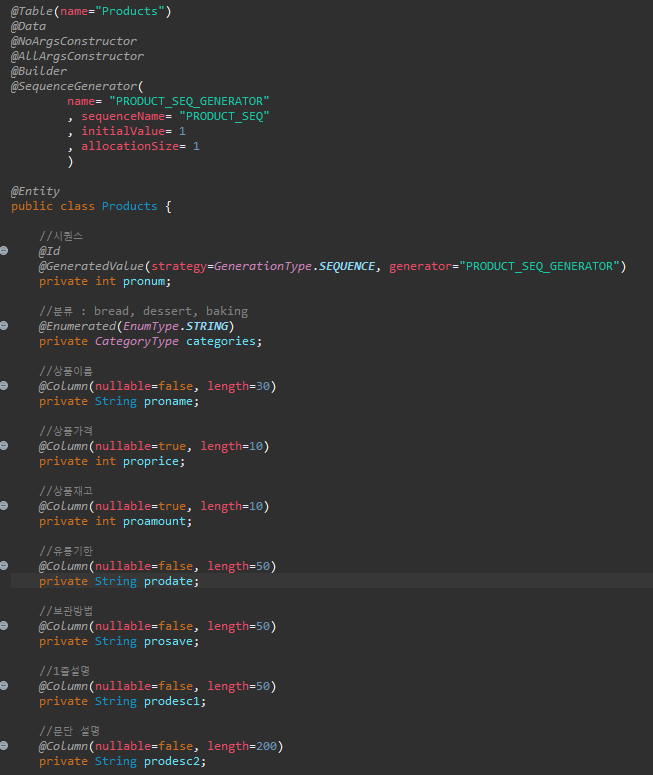 @Table(name="Products")
@Data
@NoArgsConstructor
@AllArgsConstructor
@Builder
@SequenceGenerator(
name= "PRODUCT_SEQ_GENERATOR"
, sequenceName= "PRODUCT_SEQ"
, initialValue= 1
, allocationSize= 1
)
@Entity
public class Products {
//시퀀스
@Id
@GeneratedValue(strategy=GenerationType.SEQUENCE, generator="PRODUCT_SEQ_GENERATOR")
private int pronum;
//분류 : bread, dessert, baking
@Enumerated(EnumType.STRING)
private CategoryType categories;
//상품이름
@Column(nullable=false, length=30)
private String proname;
//상품가격
@Column(nullable=true, length=10)
private int proprice;
//상품재고
@Column(nullable=true, length=10)
private int proamount;
//유통기한
@Column(nullable=false, length=50)
private String prodate;
//보관방법
@Column(nullable=false, length=50)
private String prosave;
//1줄설명
@Column(nullable=false, length=50)
private String prodesc1;
//문단 설명
@Column(nullable=false, length=200)
private String prodesc2;